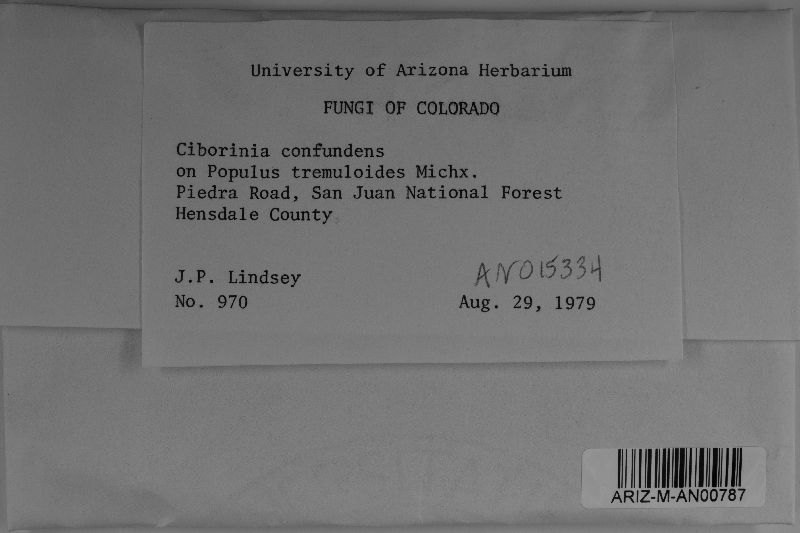 University of Arizona Herbarium
FUNGI OF COLORADO
Ciborinia confundens
on Populus tremuloides Michx.
Piedra Road, San Juan National Forest
Hensdale County
J.P. Lindsey
AN015334
No. 970
Aug. 29, 1979
ARIZ-M-AN00787